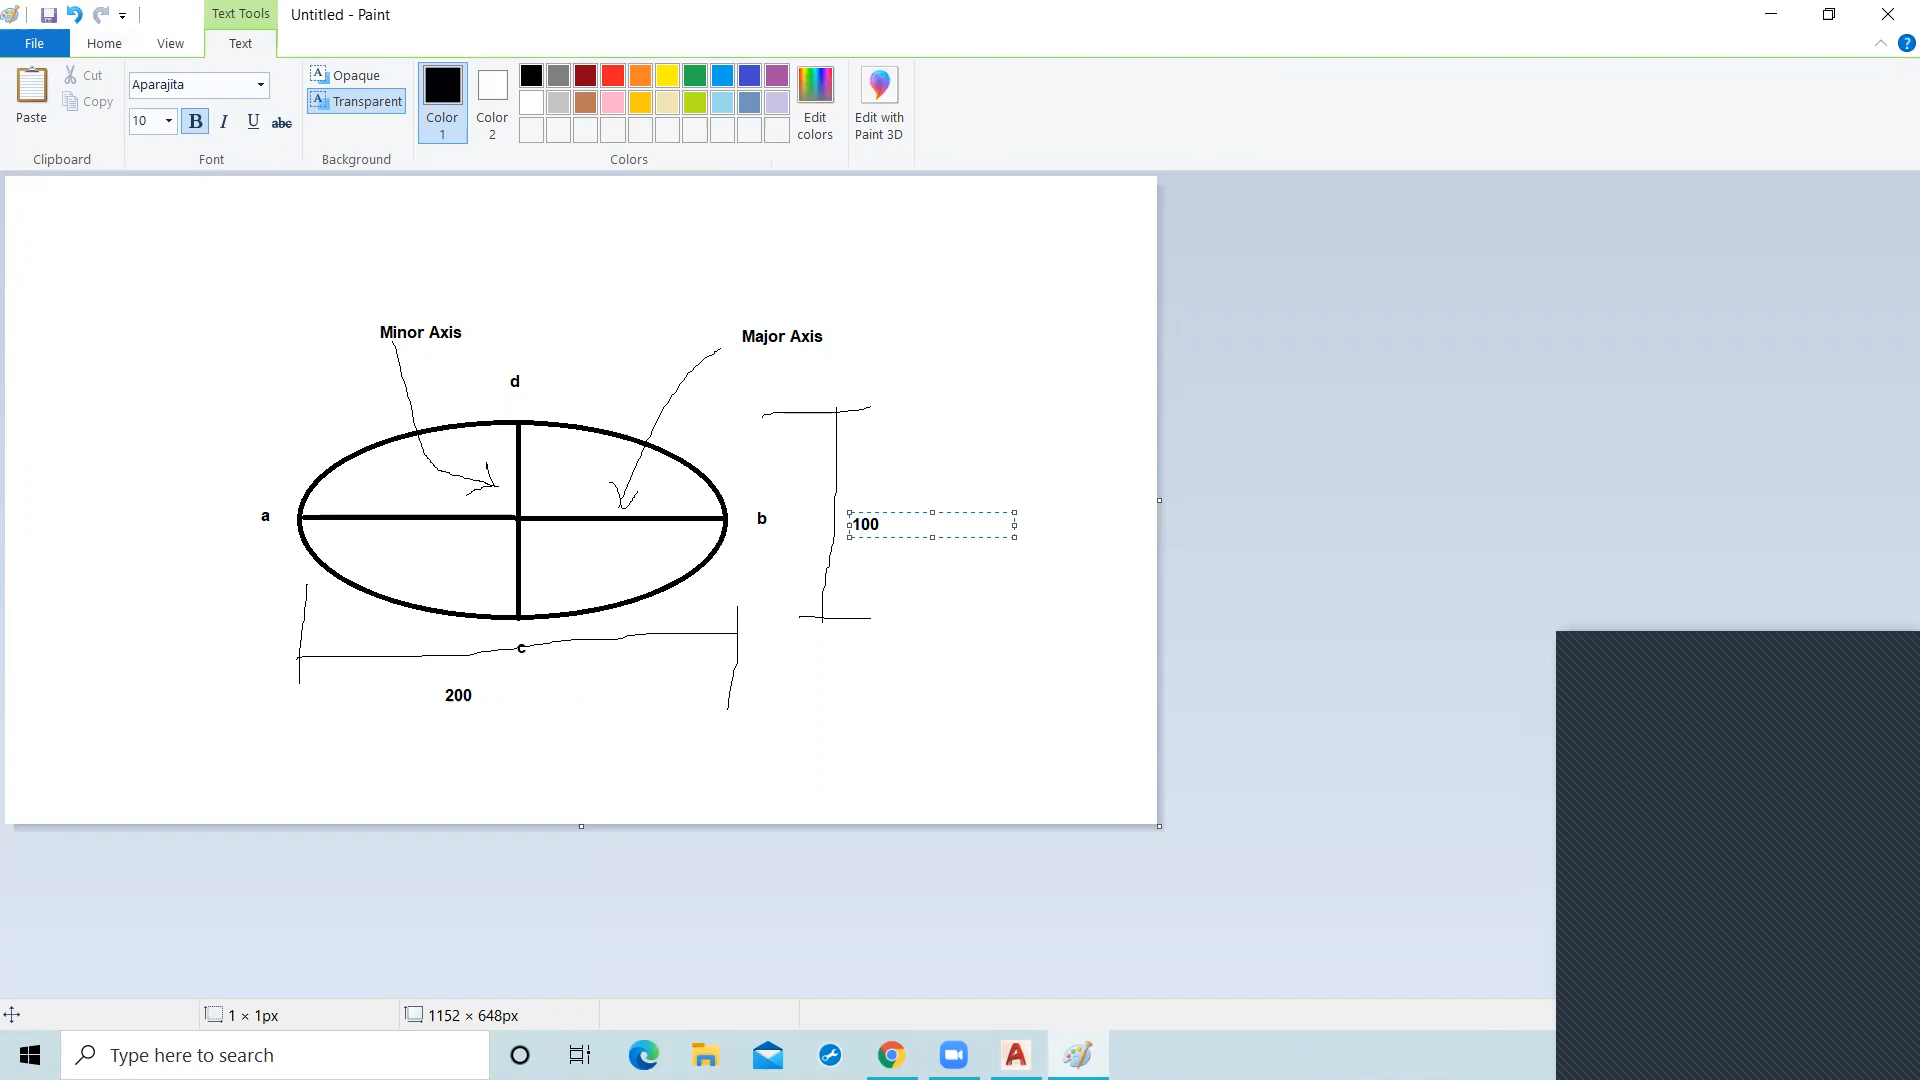 Text Tools
Untitled - Paint
File
Home
View
Text
Paste
Cut
Copy
Clipboard
Aparajita
10
B
I
U
abc
Font
A Opaque
A Transparent
Background
Color 1
Color 2
Edit colors
Colors
Edit with Paint 3D
?
Minor Axis
Major Axis
d
a
b
100
c
200
1 × 1px
1152 × 648px
Type here to search